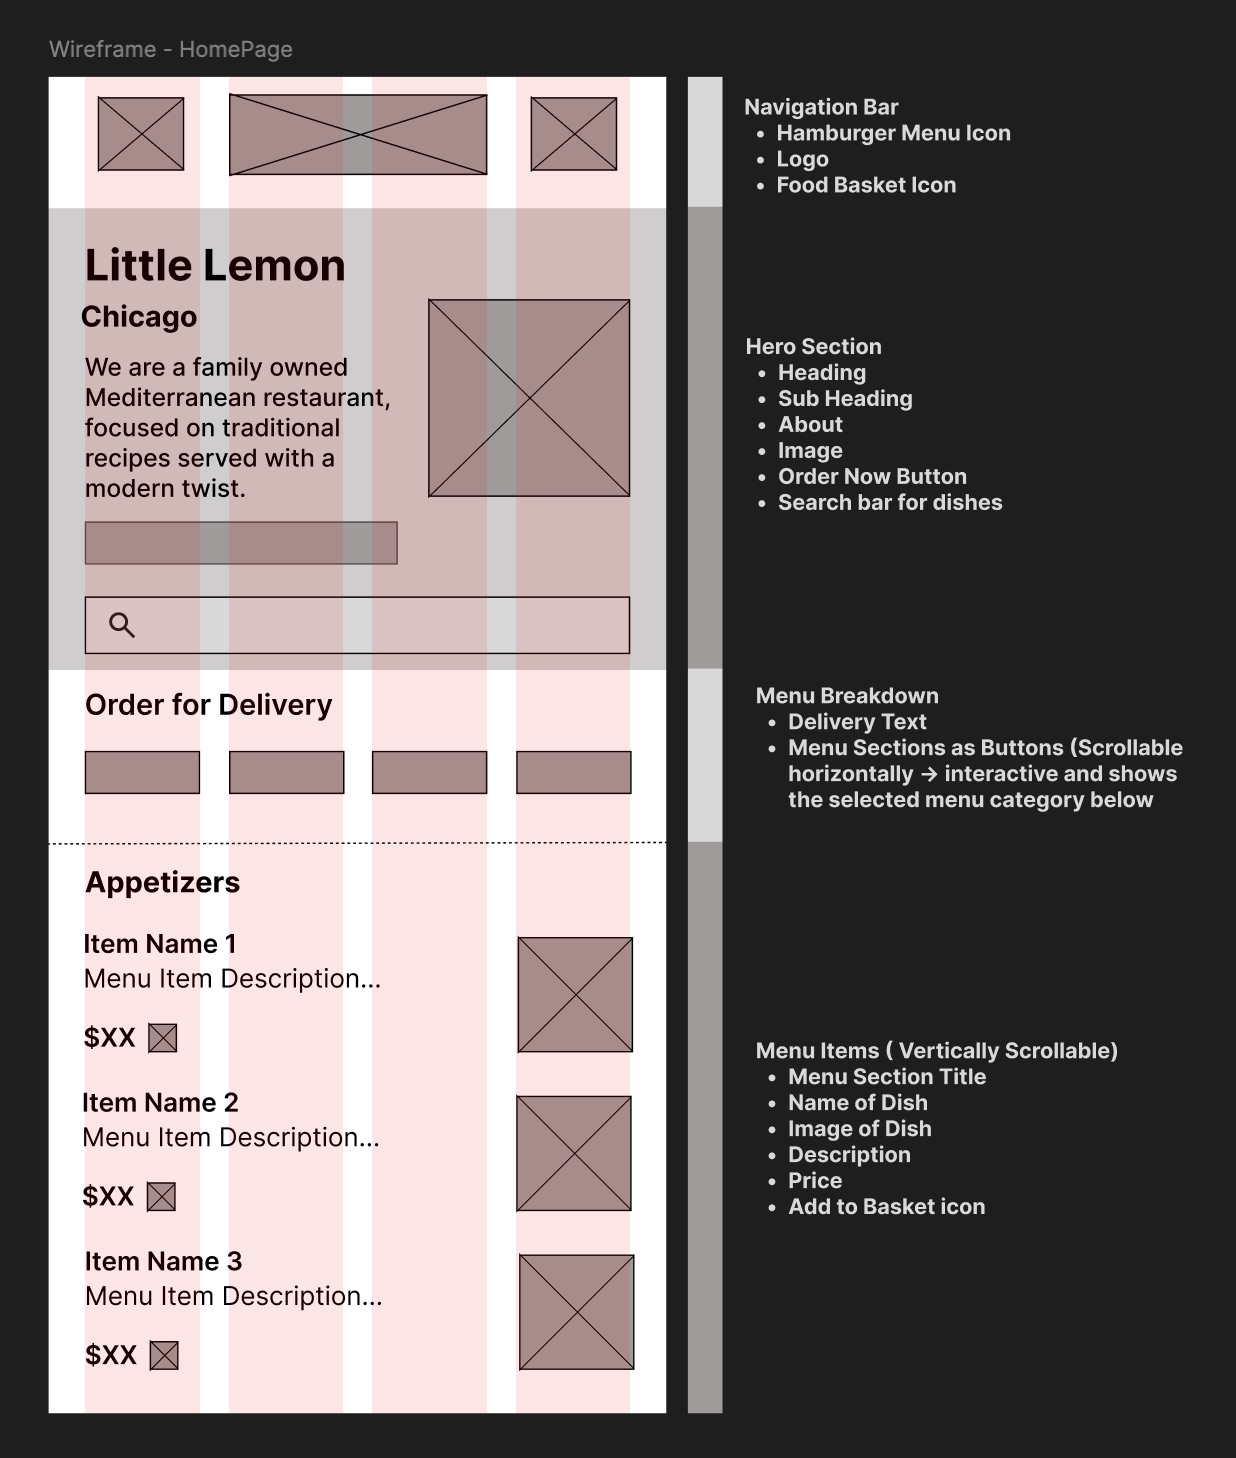 Wireframe - HomePage
Navigation Bar
• Hamburger Menu Icon
• Logo
• Food Basket Icon
Little Lemon
Chicago
We are a family owned
Mediterranean restaurant,
focused on traditional
recipes served with a
modern twist.
Hero Section
• Heading
• Sub Heading
• About
• Image
• Order Now Button
• Search bar for dishes
Order for Delivery
Menu Breakdown
• Delivery Text
• Menu Sections as Buttons (Scrollable
horizontally → interactive and shows
the selected menu category below
Appetizers
Item Name 1
Menu Item Description...
$XX
Item Name 2
Menu Item Description...
$XX
Item Name 3
Menu Item Description...
$XX
Menu Items ( Vertically Scrollable)
• Menu Section Title
• Name of Dish
• Image of Dish
• Description
• Price
• Add to Basket icon